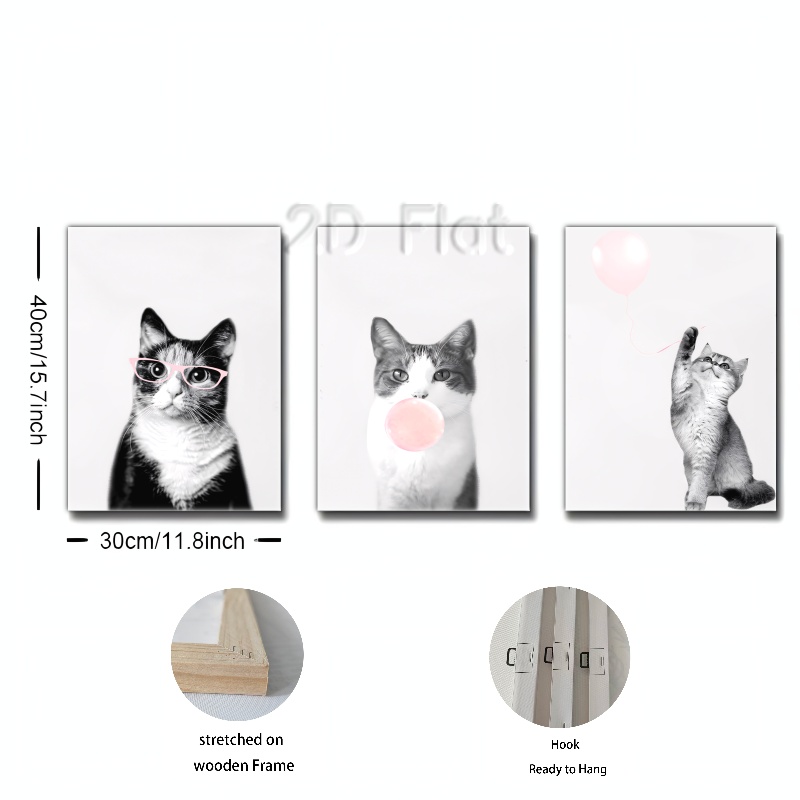 2D Flat
40cm/15.7inch
30cm/11.8inch
stretched on
wooden Frame
Hook
Ready to Hang